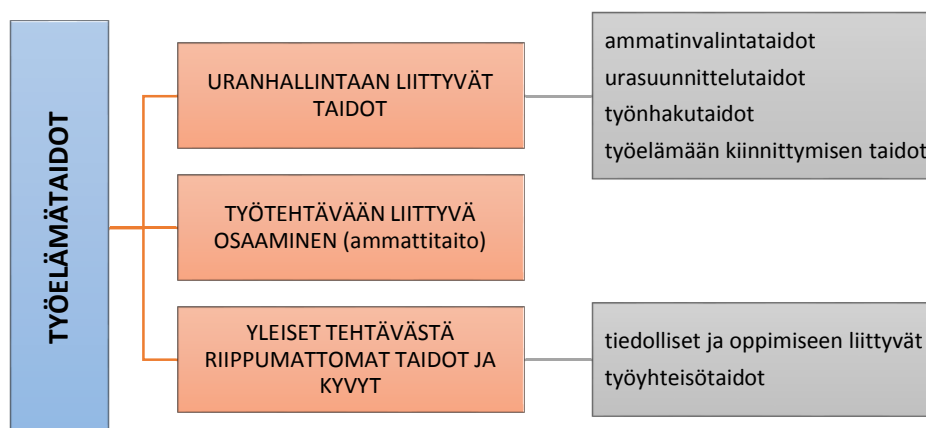 TYÖELÄMÄTAIDOT
URANHALLINTAAN LIITTYVÄT
TAIDOT
ammatinvalintataidot
urasuunnittelutaidot
työnhakutaidot
työelämään kiinnittymisen taidot
TYÖTEHTÄVÄÄN LIITTYVÄ
OSAAMINEN (ammattitaito)
YLEISET TEHTÄVÄSTÄ
RIIPPUMATTOMAT TAIDOT JA
KYVYT
tiedolliset ja oppimiseen liittyvät
työyhteisötaidot